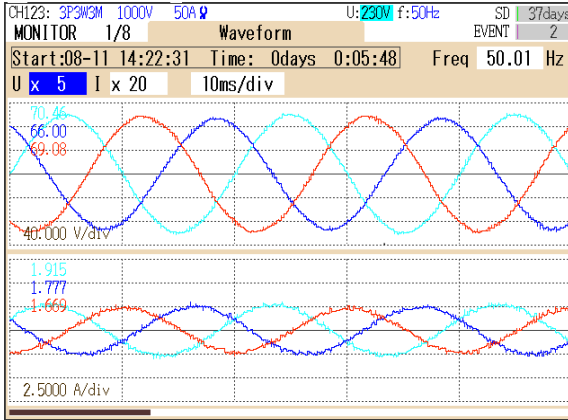 CH123: 3P3W3M 1000V 50A U:230V f:50Hz SD 37days
MONITOR 1/8 Waveform EVENT 2
Start:08-11 14:22:31 Time: 0days 0:05:48 Freq 50.01 Hz
U x 5 I x 20 10ms/div
70.46
66.00
69.08
40.000 V/div
1.915
1.777
1.669
2.5000 A/div